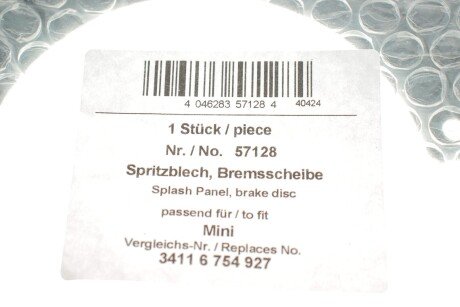 4 046283 57128 4 40424
1 Stück / piece
Nr. / No. 57128
Spritzblech, Bremsscheibe
Splash Panel, brake disc
passend für / to fit
Mini
Vergleichs-Nr. / Replaces No.
3411 6 754 927